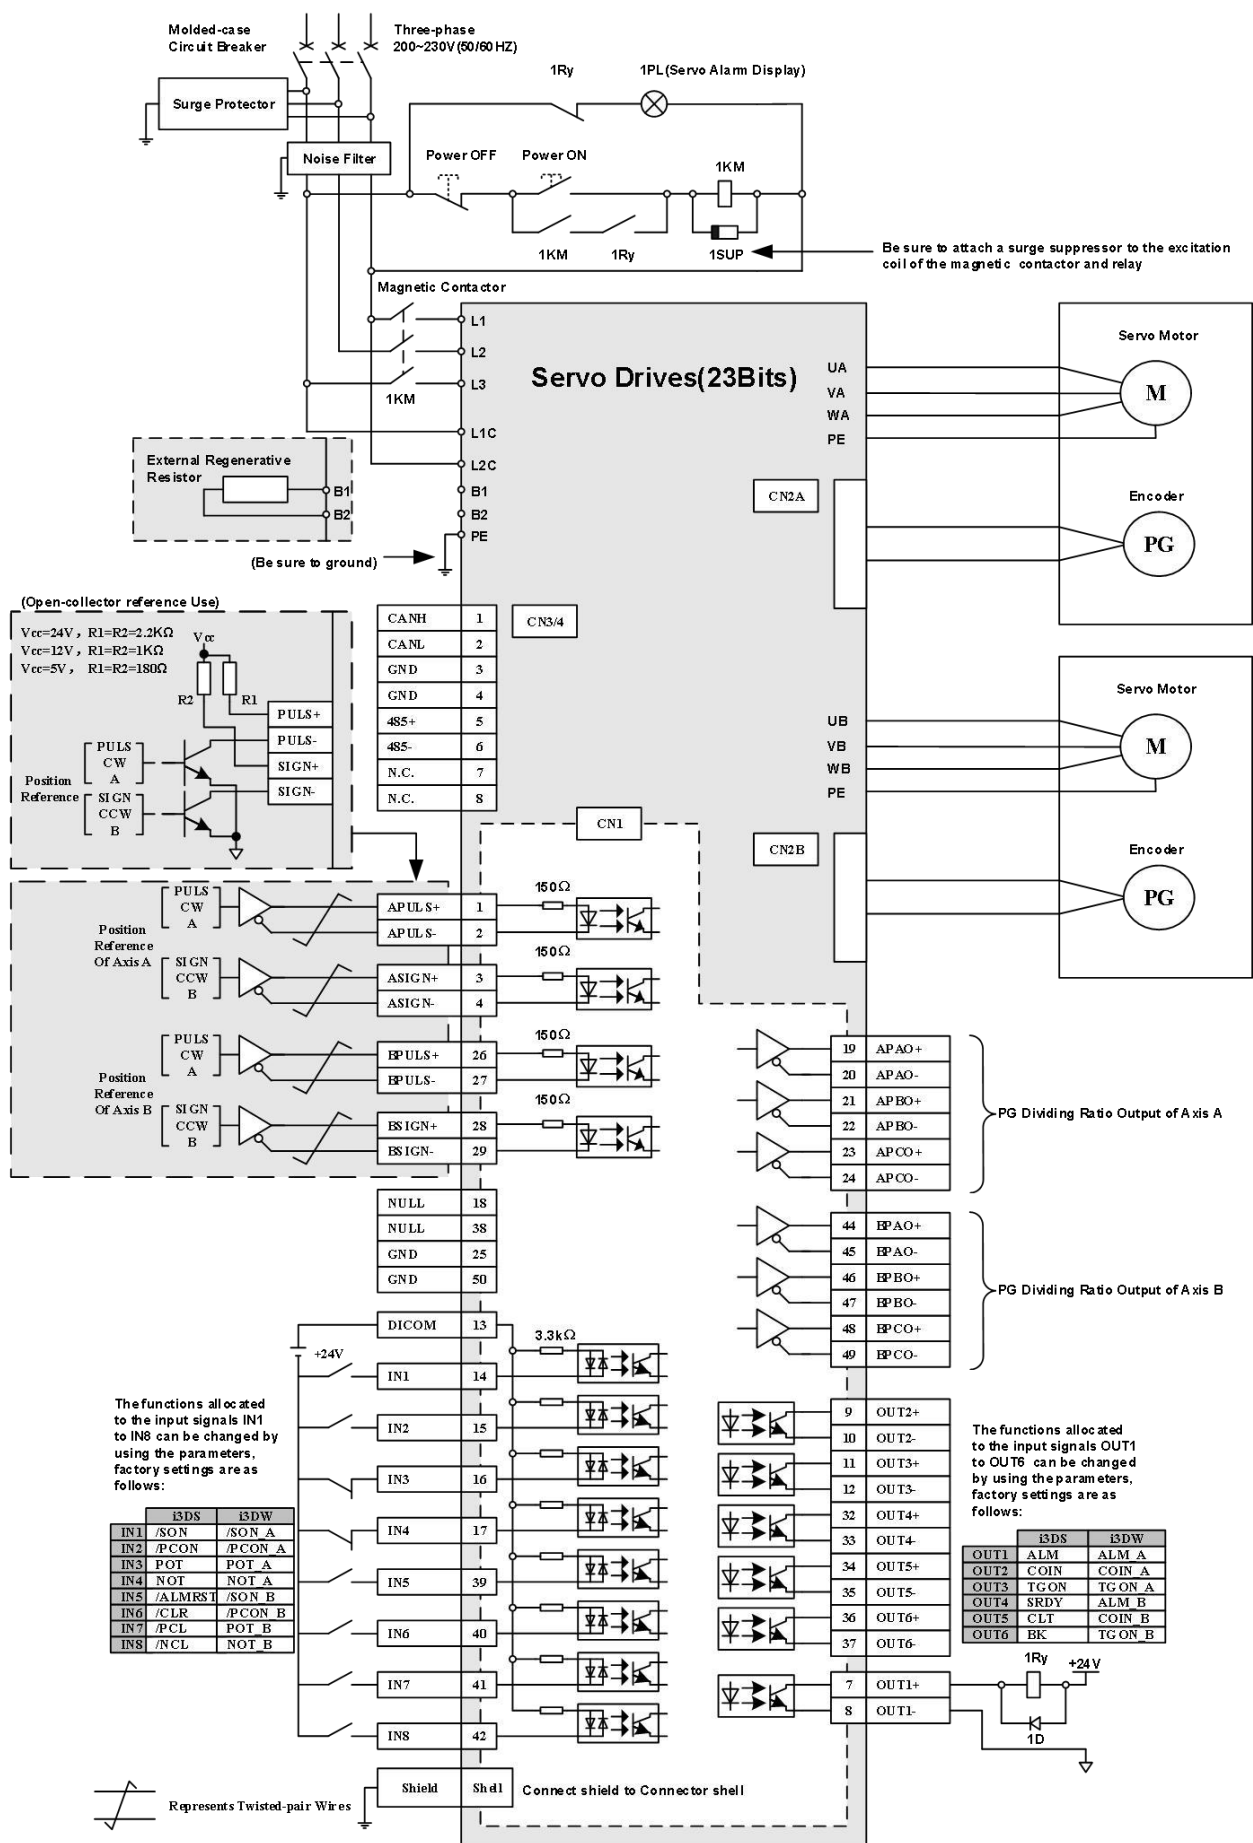 Molded-case
Circuit Breaker
Three-phase
200~230V(50/60HZ)
1Ry
1PL(Servo Alarm Display)
Surge Protector
Noise Filter
Power OFF
Power ON
1KM
1KM
1Ry
1SUP
Be sure to attach a surge suppressor to the excitation
coil of the magnetic contactor and relay
Magnetic Contactor
L1
L2
L3
1KM
L1C
L2C
B1
B2
PE
Servo Drives(23Bits)
External Regenerative
Resistor
B1
B2
(Be sure to ground)
UA
VA
WA
PE
Servo Motor
M
CN2A
Encoder
PG
(Open-collector reference Use)
Vcc=24V, R1=R2=2.2KΩ
Vcc=12V, R1=R2=1KΩ
Vcc=5V, R1=R2=180Ω
Vcc
R2
R1
PULS+
PULS-
SIGN+
SIGN-
Position
Reference
PULS
CW
A
SIGN
CCW
B
CANH 1
CANL 2
GND 3
GND 4
485+ 5
485- 6
N.C. 7
N.C. 8
CN3/4
UB
VB
WB
PE
Servo Motor
M
CN1
CN2B
Encoder
PG
Position
Reference
Of Axis A
PULS
CW
A
SIGN
CCW
B
APULS+ 1
APULS- 2
ASIGN+ 3
ASIGN- 4
150Ω
150Ω
Position
Reference
Of Axis B
PULS
CW
A
SIGN
CCW
B
BPULS+ 26
BPULS- 27
BSIGN+ 28
BSIGN- 29
150Ω
150Ω
19 APAO+
20 APAO-
21 APBO+
22 APBO-
23 APCO+
24 APCO-
PG Dividing Ratio Output of Axis A
NULL 18
NULL 38
GND 25
GND 50
44 BPAO+
45 BPAO-
46 BPBO+
47 BPBO-
48 BPCO+
49 BPCO-
PG Dividing Ratio Output of Axis B
DICOM 13
+24V
3.3kΩ
IN1 14
IN2 15
IN3 16
IN4 17
IN5 39
IN6 40
IN7 41
IN8 42
The functions allocated
to the input signals IN1
to IN8 can be changed by
using the parameters,
factory settings are as
follows:
i3DS i3DW
IN1 /SON /SON_A
IN2 /PCON /PCON_A
IN3 POT POT_A
IN4 NOT NOT_A
IN5 /ALMRST /SON_B
IN6 /CLR /PCON_B
IN7 /PCL POT_B
IN8 /NCL NOT_B
9 OUT2+
10 OUT2-
11 OUT3+
12 OUT3-
32 OUT4+
33 OUT4-
34 OUT5+
35 OUT5-
36 OUT6+
37 OUT6-
7 OUT1+
8 OUT1-
The functions allocated
to the input signals OUT1
to OUT6 can be changed
by using the parameters,
factory settings are as
follows:
i3DS i3DW
OUT1 ALM ALM_A
OUT2 COIN COIN_A
OUT3 TGON TGON_A
OUT4 SRDY ALM_B
OUT5 CLT COIN_B
OUT6 BK TGON_B
1Ry
+24V
1D
Shield Shell
Connect shield to Connector shell
Represents Twisted-pair Wires